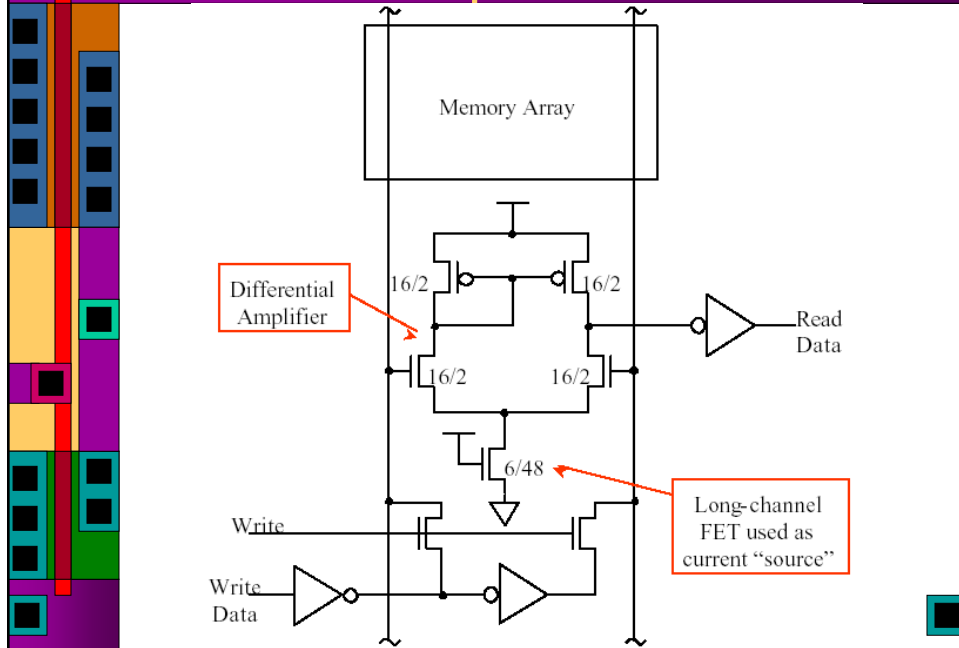 Memory Array
Differential
Amplifier
16/2
16/2
16/2
16/2
Read
Data
6/48
Long-channel
FET used as
current “source”
Write
Write
Data